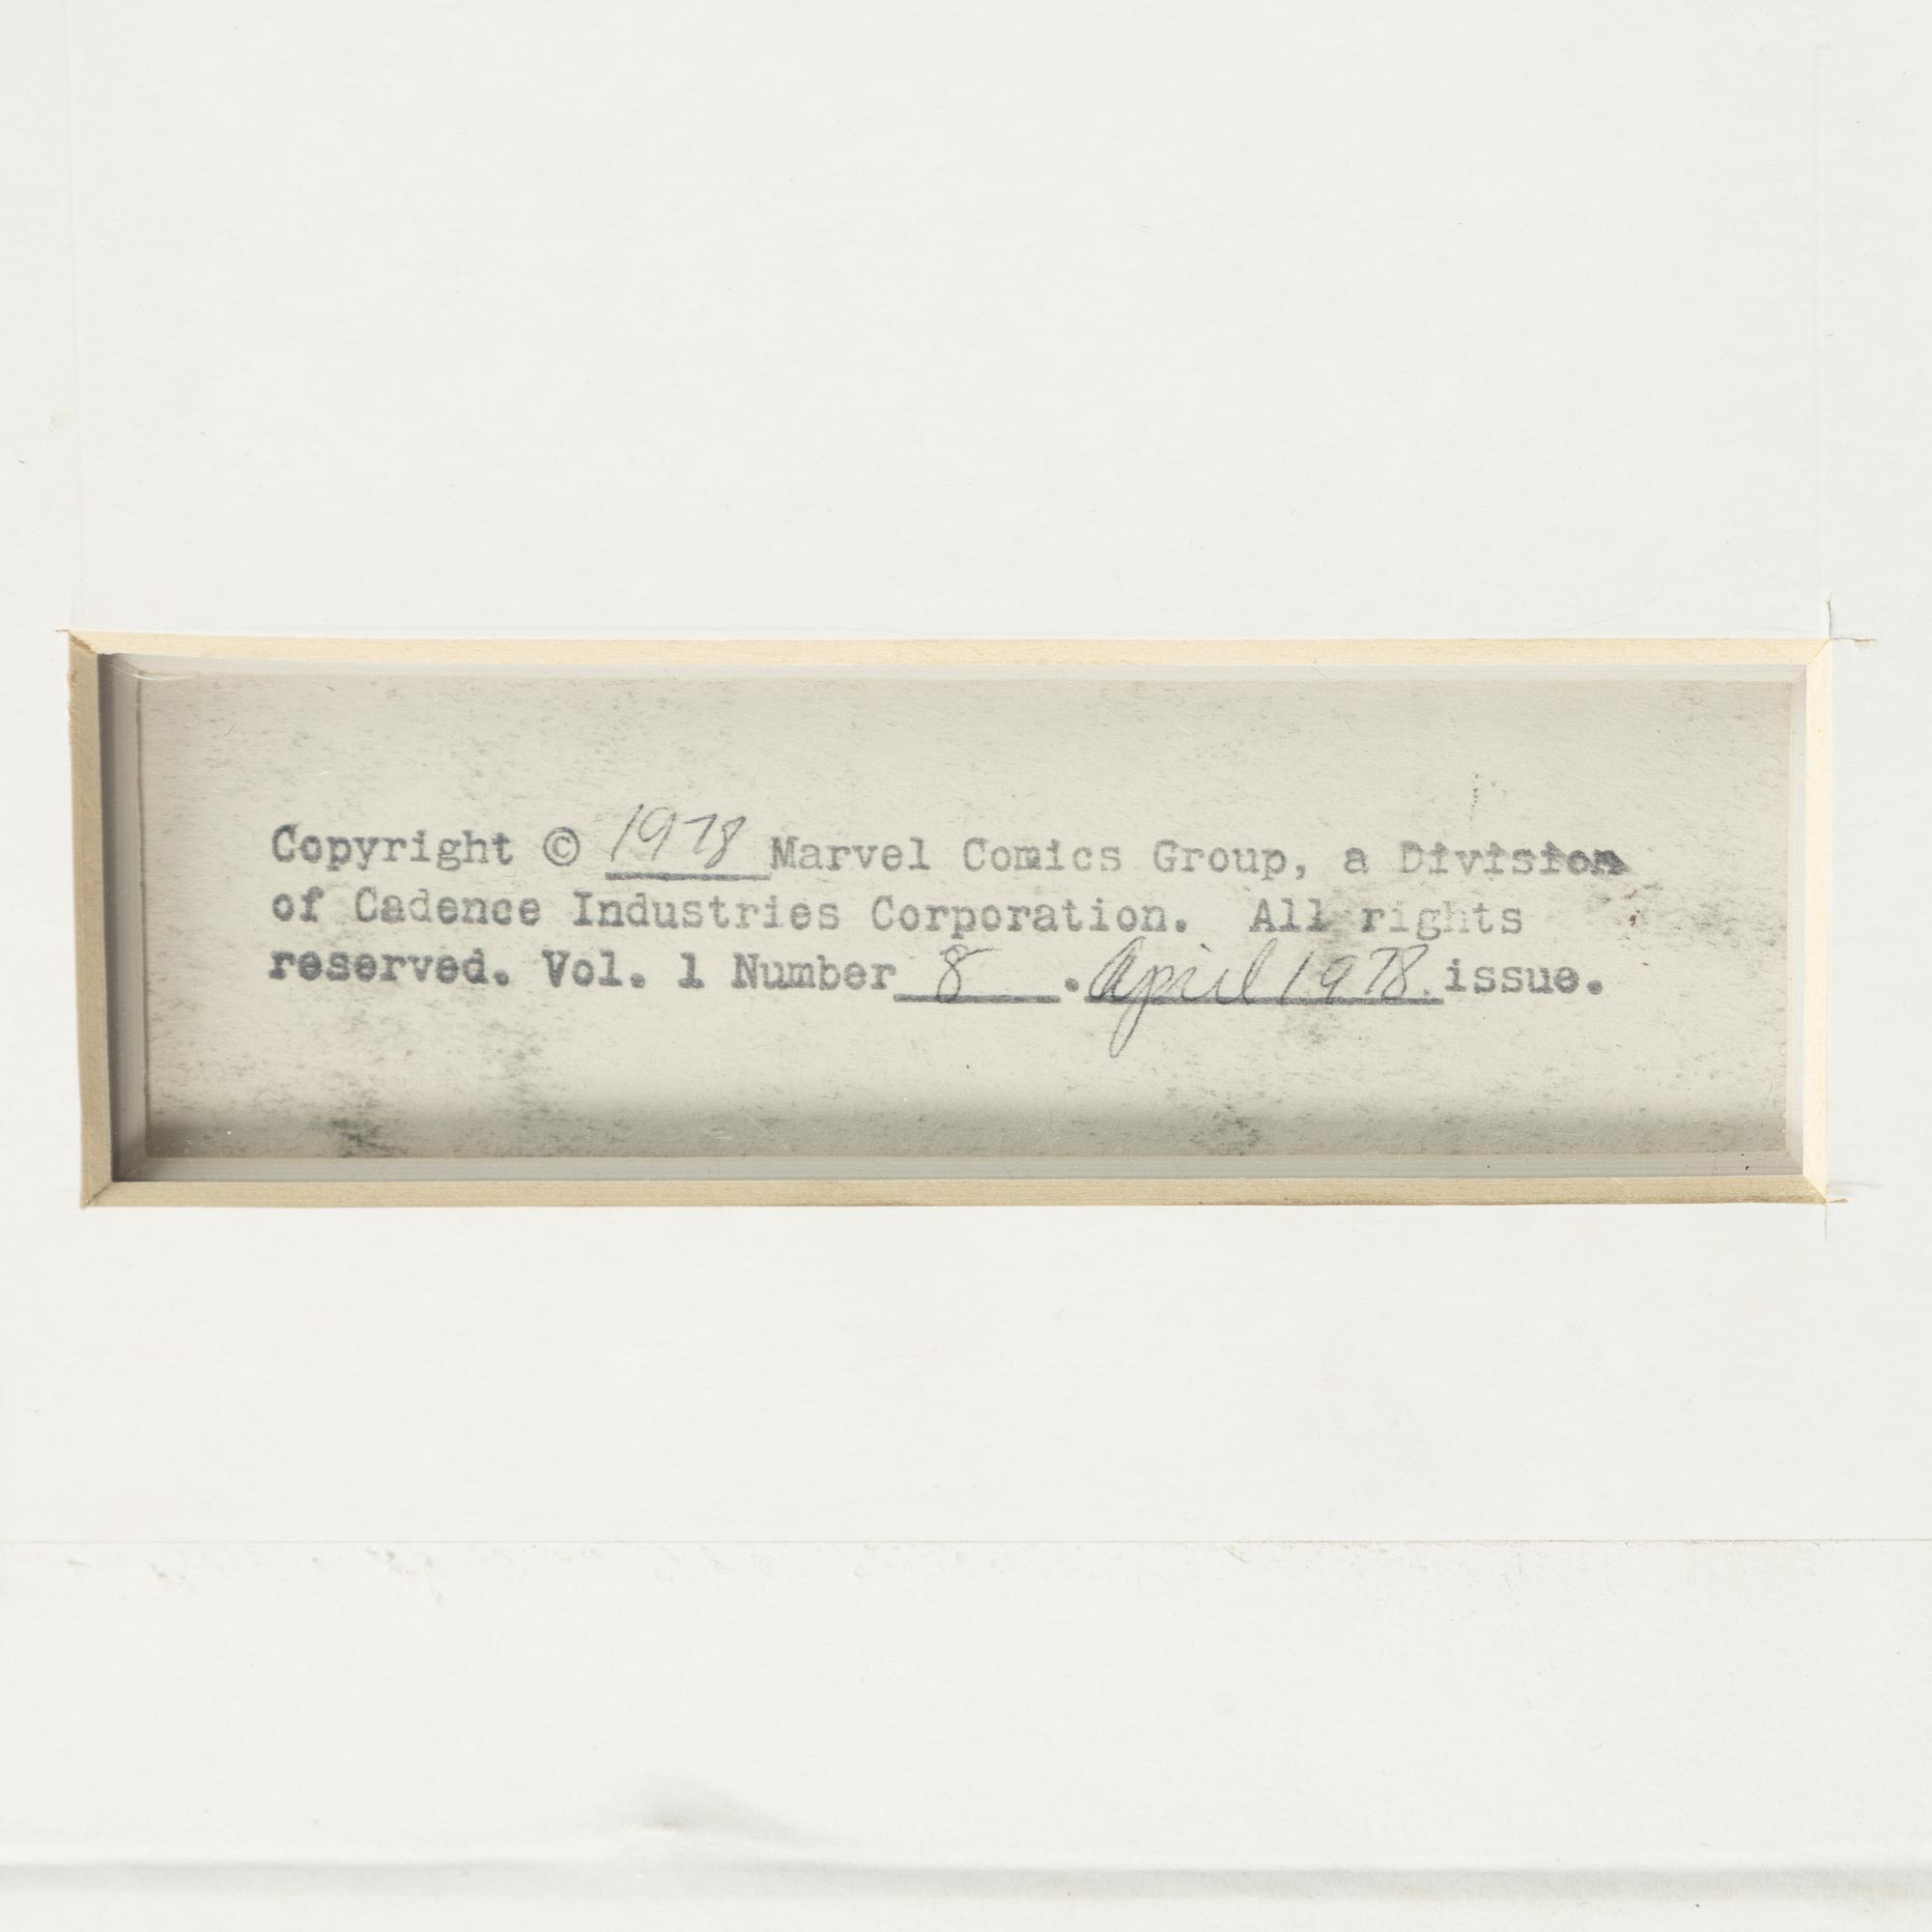 Copyright © 1978 Marvel Comics Group, a Division
of Cadence Industries Corporation. All rights
reserved. Vol. 1 Number 8 . April 1978 issue.